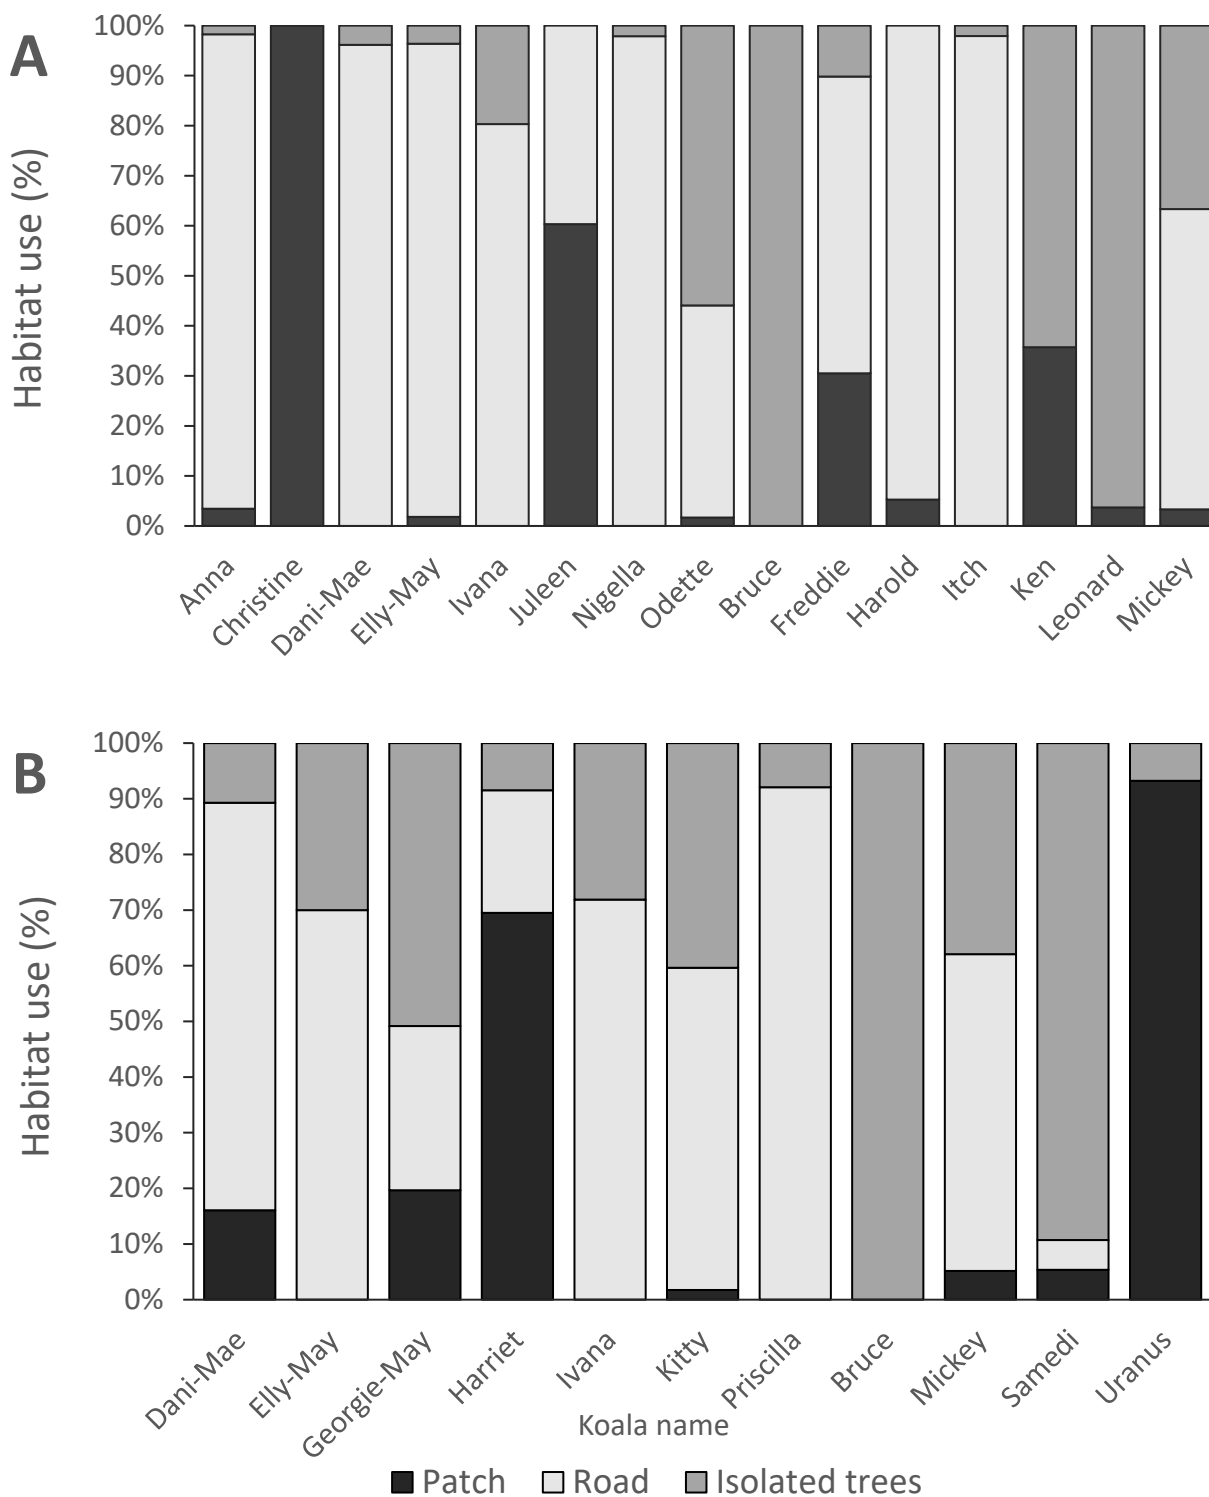 A
Habitat use (%)
100%
90%
80%
70%
60%
50%
40%
30%
20%
10%
0%
Anna
Christine
Dani-Mae
Elly-May
Ivana
Juleen
Nigella
Odette
Bruce
Freddie
Harold
Itch
Ken
Leonard
Mickey
B
Habitat use (%)
100%
90%
80%
70%
60%
50%
40%
30%
20%
10%
0%
Dani-Mae
Elly-May
Georgie-May
Harriet
Ivana
Kitty
Priscilla
Bruce
Mickey
Samedi
Uranus
Koala name
Patch Road Isolated trees